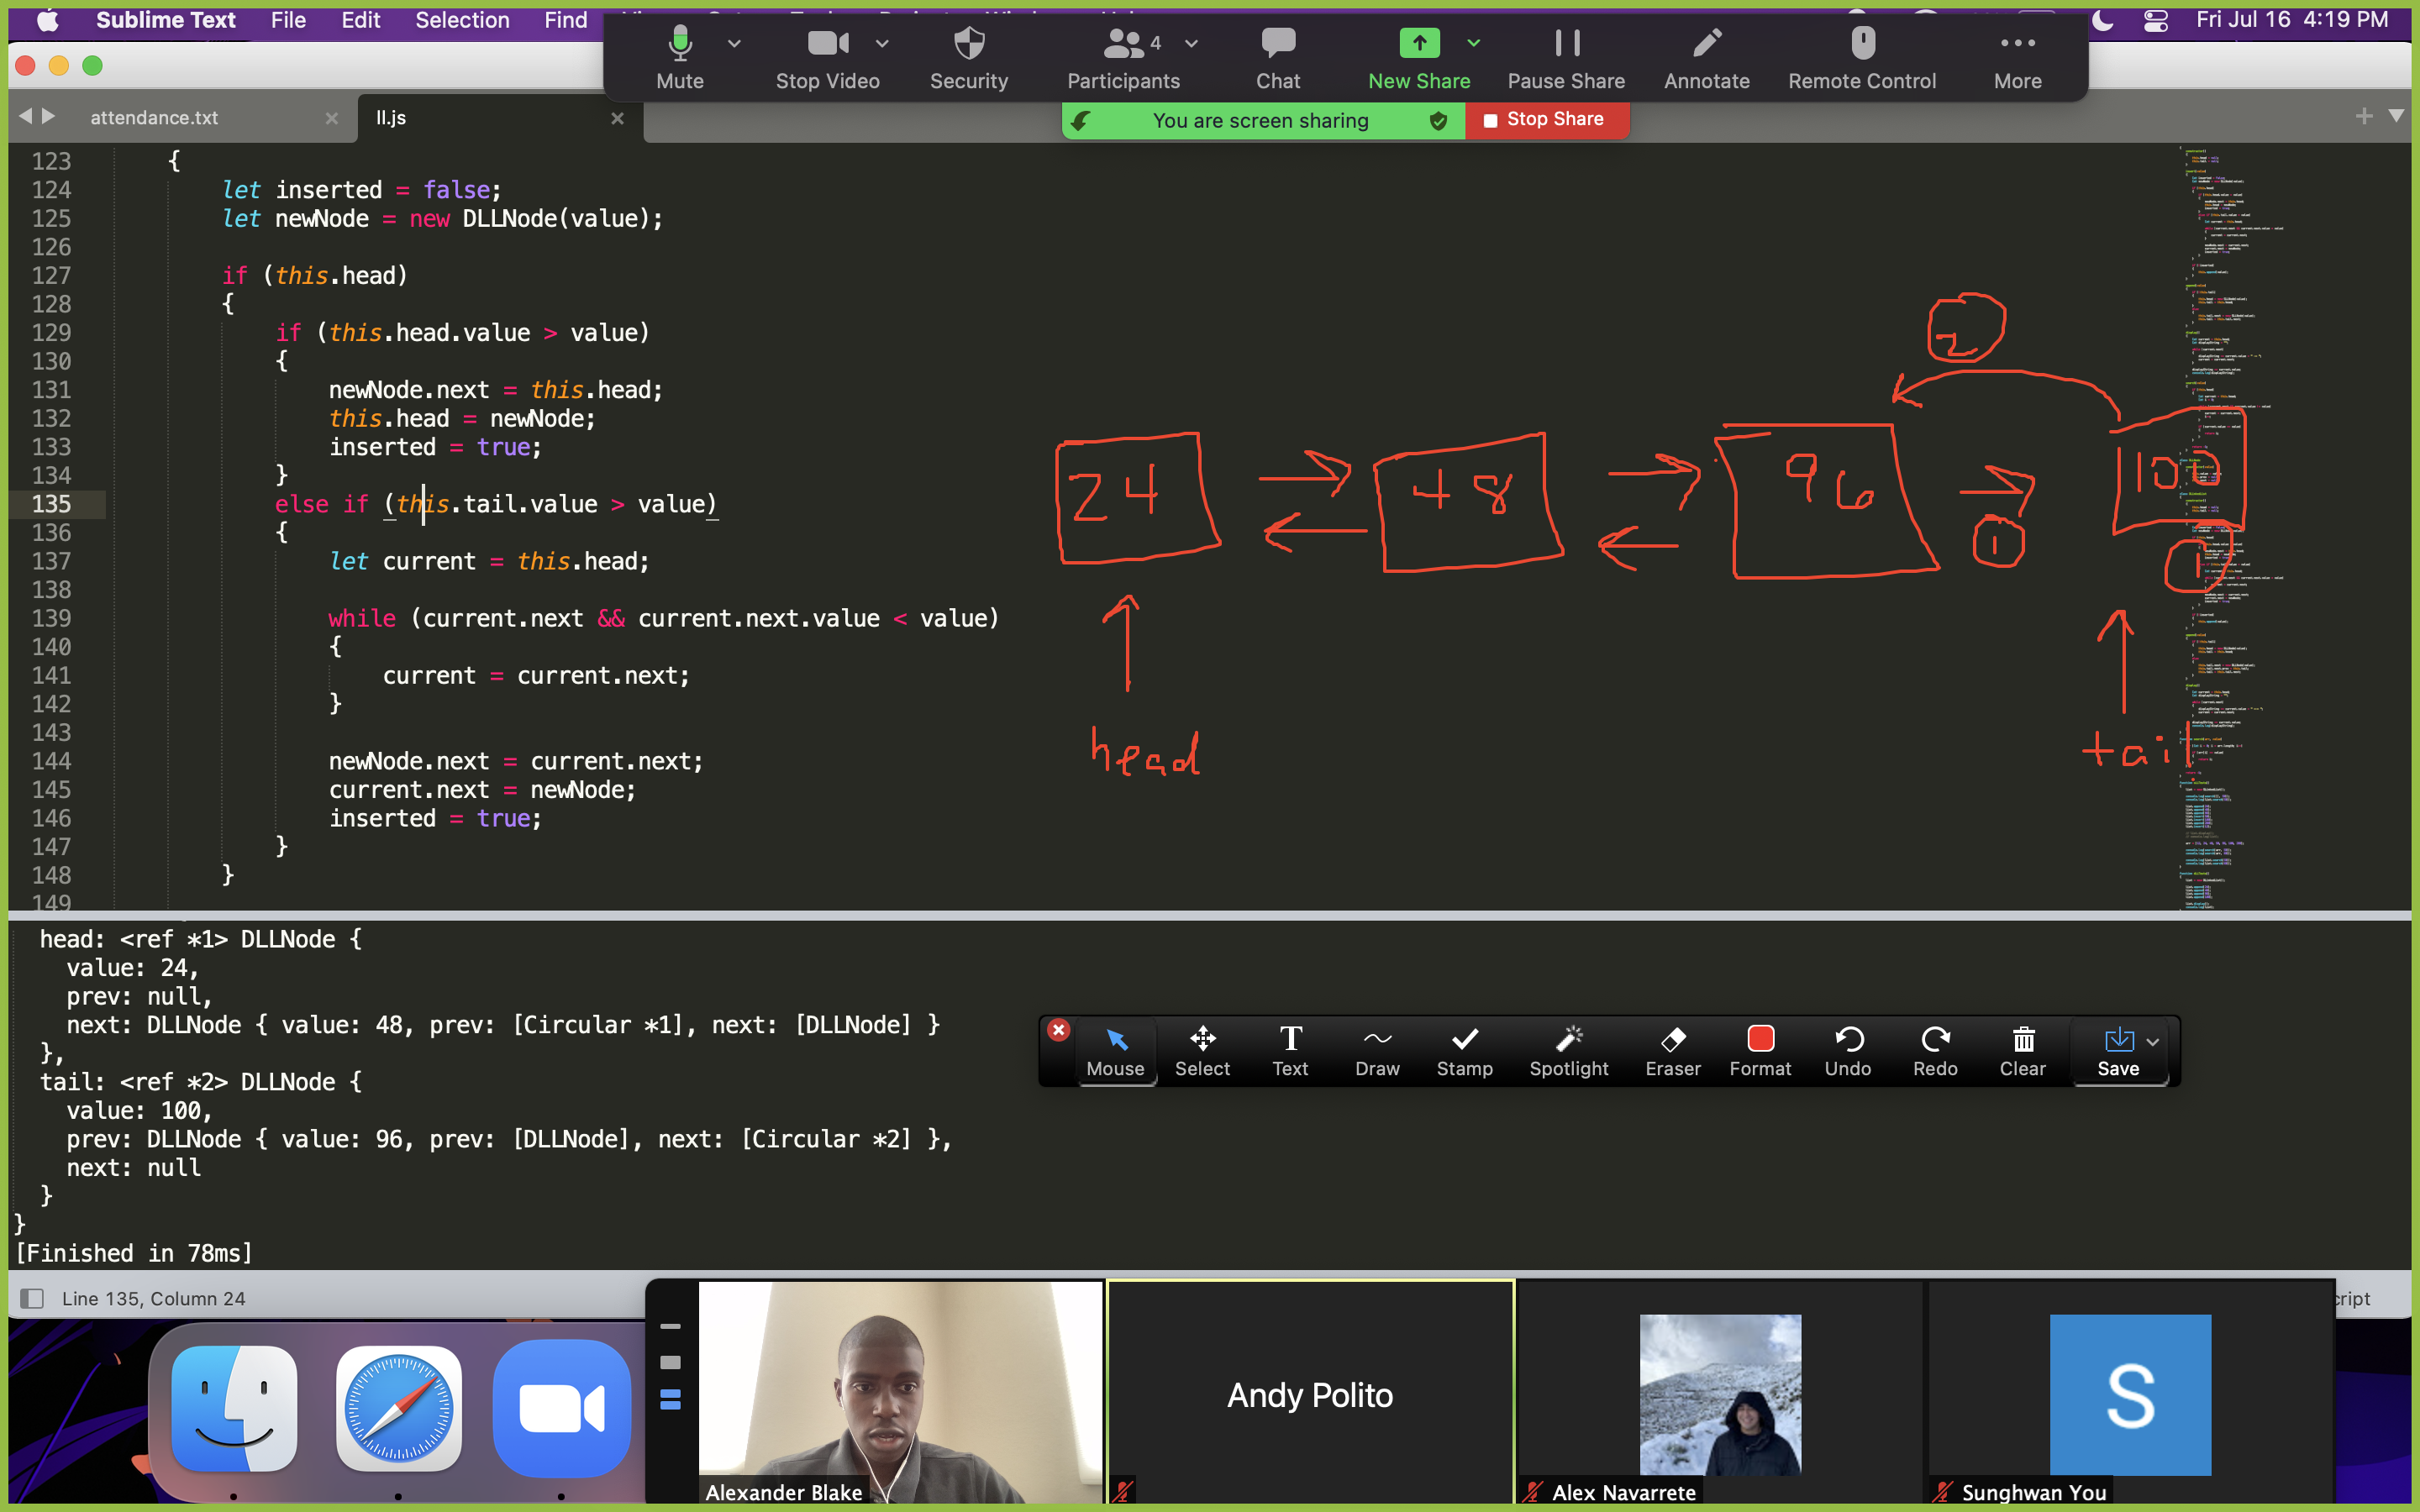 Sublime Text File Edit Selection Find
Fri Jul 16 4:19 PM
Mute Stop Video Security Participants 4 Chat New Share Pause Share Annotate Remote Control More
You are screen sharing Stop Share
attendance.txt ll.js
123 {
124 let inserted = false;
125 let newNode = new DLLNode(value);
126
127 if (this.head)
128 {
129 if (this.head.value > value)
130 {
131 newNode.next = this.head;
132 this.head = newNode;
133 inserted = true;
134 }
135 else if (this.tail.value > value)
136 {
137 let current = this.head;
138
139 while (current.next && current.next.value < value)
140 {
141 current = current.next;
142 }
143
144 newNode.next = current.next;
145 current.next = newNode;
146 inserted = true;
147 }
148 }
149
2
24 48 96 100
1 1
head tail
head: <ref *1> DLLNode {
value: 24,
prev: null,
next: DLLNode { value: 48, prev: [Circular *1], next: [DLLNode] }
},
tail: <ref *2> DLLNode {
value: 100,
prev: DLLNode { value: 96, prev: [DLLNode], next: [Circular *2] },
next: null
}
}
[Finished in 78ms]
Mouse Select Text Draw Stamp Spotlight Eraser Format Undo Redo Clear Save
Line 135, Column 24
cript
Andy Polito
S
Alexander Blake
Alex Navarrete
Sunghwan You